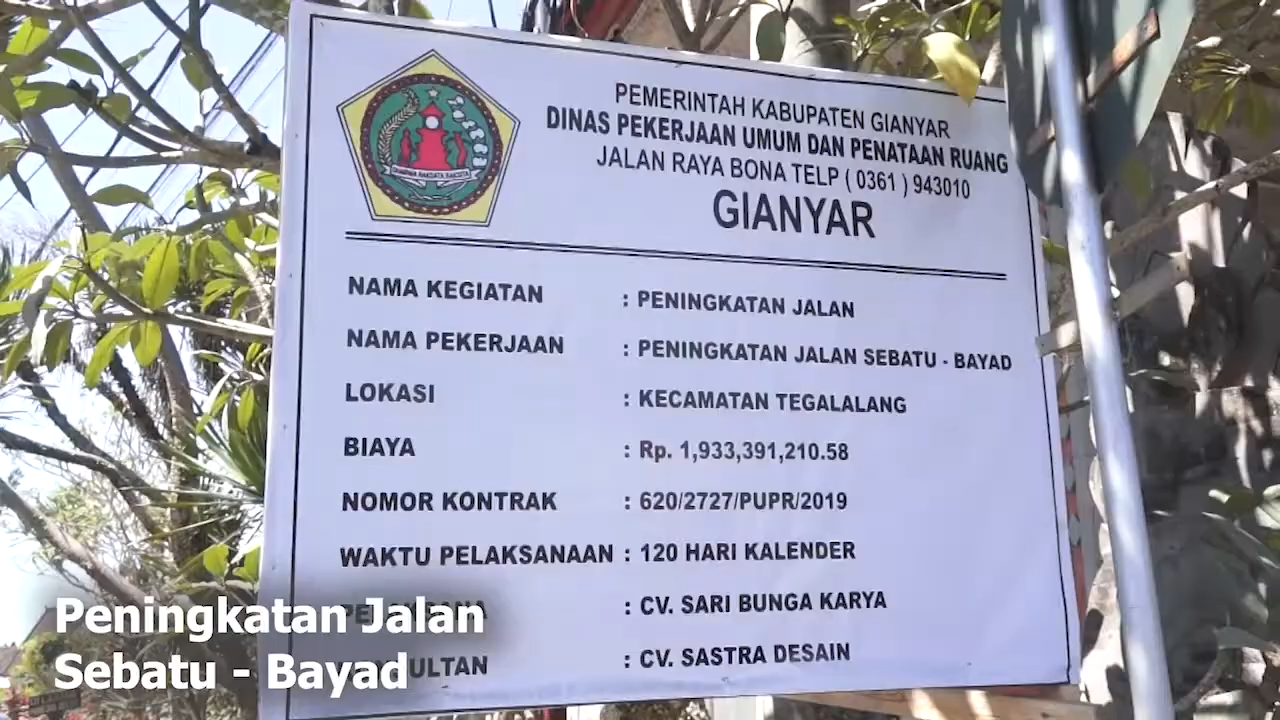 PEMERINTAH KABUPATEN GIANYAR
DINAS PEKERJAAN UMUM DAN PENATAAN RUANG
JALAN RAYA BONA TELP ( 0361 ) 943010
GIANYAR
DHARMA RAKSATA RAKSITA
NAMA KEGIATAN : PENINGKATAN JALAN
NAMA PEKERJAAN : PENINGKATAN JALAN SEBATU - BAYAD
LOKASI : KECAMATAN TEGALALANG
BIAYA : Rp. 1,933,391,210.58
NOMOR KONTRAK : 620/2727/PUPR/2019
WAKTU PELAKSANAAN : 120 HARI KALENDER
: CV. SARI BUNGA KARYA
: CV. SASTRA DESAIN
Peningkatan Jalan
Sebatu - Bayad